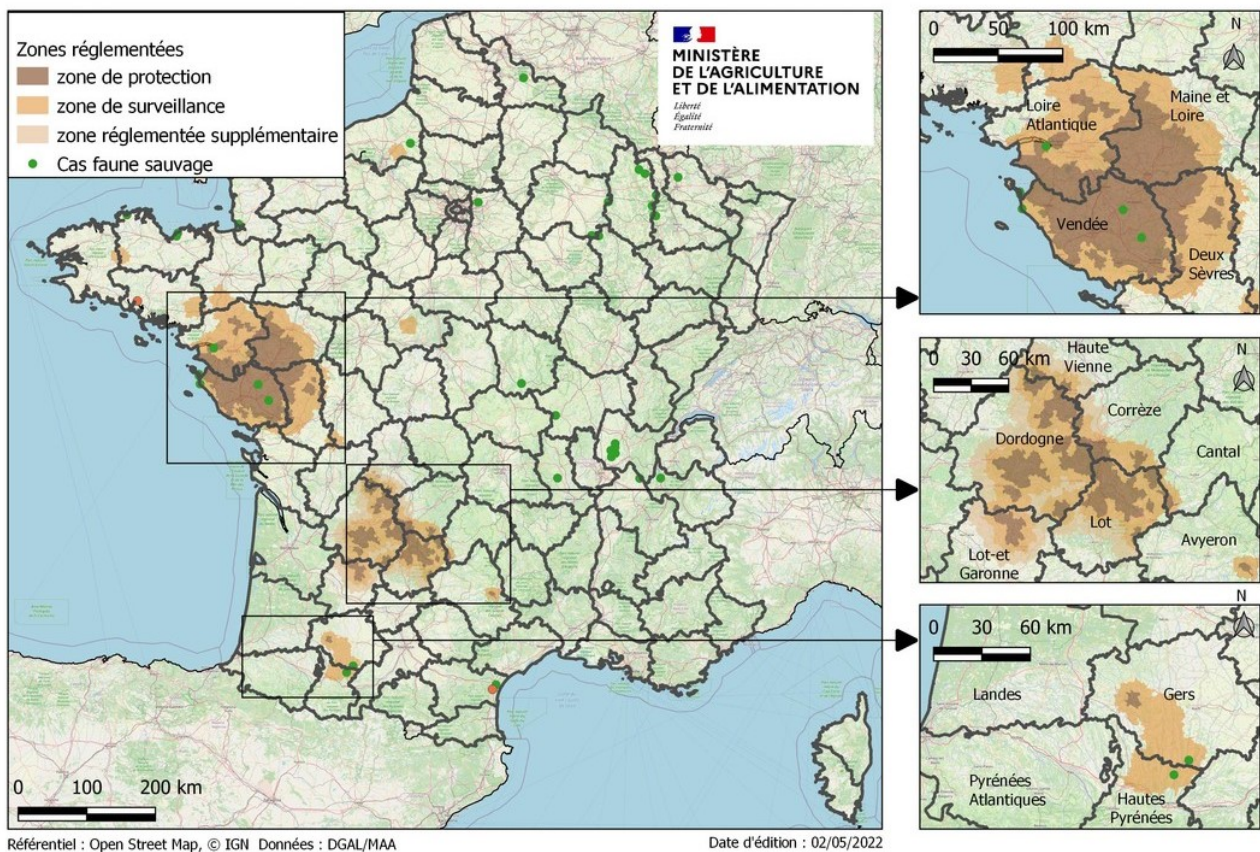 Zones réglementées
zone de protection
zone de surveillance
zone réglementée supplémentaire
Cas faune sauvage
MINISTÈRE
DE L'AGRICULTURE
ET DE L'ALIMENTATION
Liberté
Égalité
Fraternité
0 100 200 km
0 50 100 km
N
Loire
Atlantique
Maine et
Loire
Vendée
Deux
Sèvres
0 30 60 km
N
Haute
Vienne
Corrèze
Dordogne
Cantal
Lot
Lot-et
Garonne
Avyeron
N
0 30 60 km
Landes
Gers
Pyrénées
Atlantiques
Hautes
Pyrénées
Référentiel : Open Street Map, © IGN Données : DGAL/MAA
Date d'édition : 02/05/2022